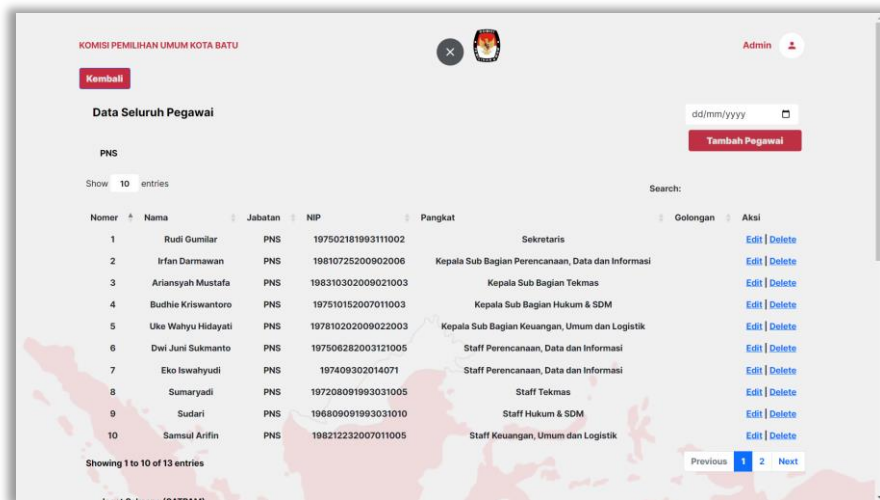 KOMISI PEMILIHAN UMUM KOTA BATU
Admin
Kembali
Data Seluruh Pegawai
dd/mm/yyyy
Tambah Pegawai
PNS
Show 10 entries
Search:
Nomer Nama Jabatan NIP Pangkat Golongan Aksi
1 Rudi Gumilar PNS 197502181993111002 Sekretaris Edit | Delete
2 Irfan Darmawan PNS 198107252009020​06 Kepala Sub Bagian Perencanaan, Data dan Informasi Edit | Delete
3 Ariansyah Mustafa PNS 198310302009021003 Kepala Sub Bagian Tekmas Edit | Delete
4 Budhie Kriswantoro PNS 197510152007011003 Kepala Sub Bagian Hukum & SDM Edit | Delete
5 Uke Wahyu Hidayati PNS 197810202009022003 Kepala Sub Bagian Keuangan, Umum dan Logistik Edit | Delete
6 Dwi Juni Sukmanto PNS 197506282003121005 Staff Perencanaan, Data dan Informasi Edit | Delete
7 Eko Iswahyudi PNS 197409302014071 Staff Perencanaan, Data dan Informasi Edit | Delete
8 Sumaryadi PNS 197208091993031005 Staff Tekmas Edit | Delete
9 Sudari PNS 196809091993031010 Staff Hukum & SDM Edit | Delete
10 Samsul Arifin PNS 198212232007011005 Staff Keuangan, Umum dan Logistik Edit | Delete
Showing 1 to 10 of 13 entries
Previous 1 2 Next